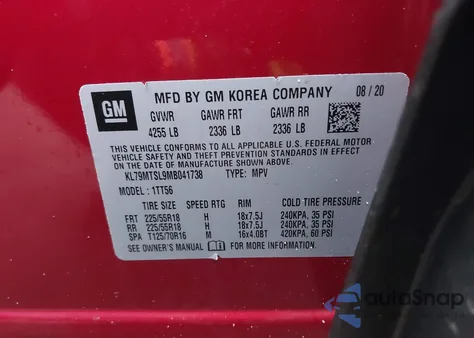 GM
MFD BY GM KOREA COMPANY 08 / 20
GVWR GAWR FRT GAWR RR
4255 LB 2336 LB 2336 LB
CONFORMS TO ALL APPLICABLE U.S. FEDERAL MOTOR
VEHICLE SAFETY AND BUMPER STANDARDS IN EFFECT ON THE
DATE OF MANUFACTURE SHOWN ABOVE.
KL79MTSL9MB041738 TYPE: MPV
MODEL : 1TT56
TIRE SIZE SPEED RTG RIM COLD TIRE PRESSURE
FRT 225/55R18 H 18x7.5J 240KPA, 35 PSI
RR 225/55R18 H 18x7.5J 240KPA, 35 PSI
SPA T125/70R16 M 16x4.0BT 420KPA, 60 PSI
SEE OWNER'S MANUAL FOR MORE INFORMATION.
autoSnap